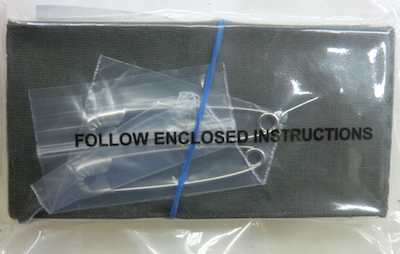 FOLLOW ENCLOSED INSTRUCTIONS